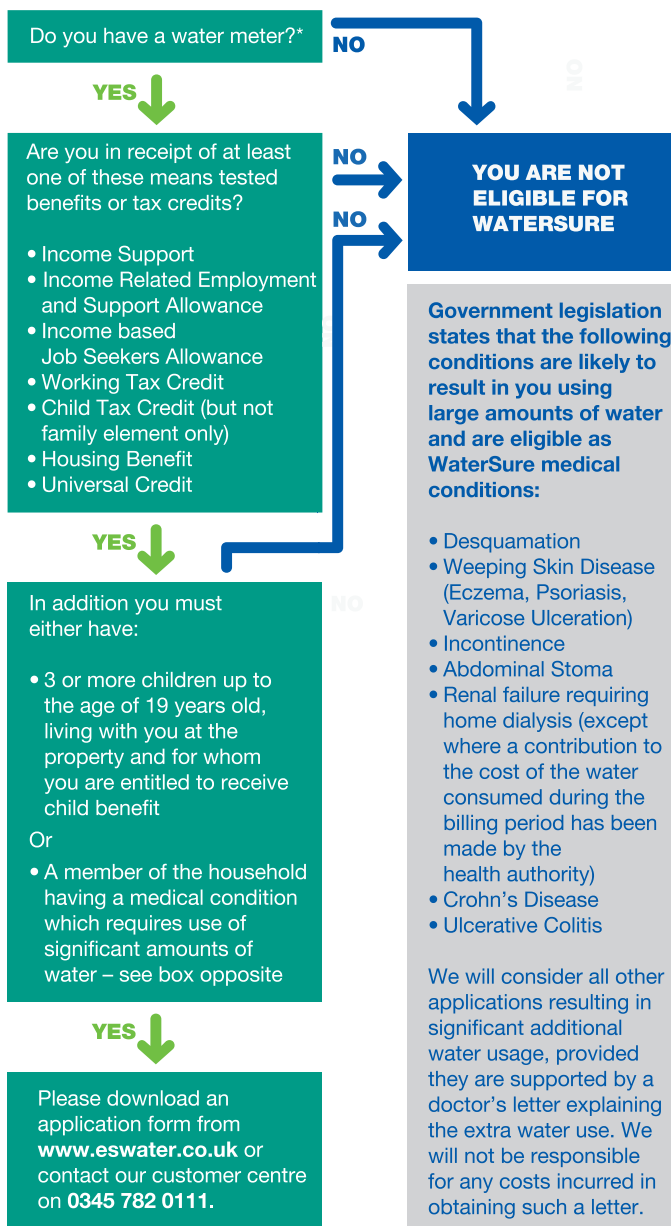 Do you have a water meter?*
NO
YES
Are you in receipt of at least
one of these means tested
benefits or tax credits?
• Income Support
• Income Related Employment
and Support Allowance
• Income based
Job Seekers Allowance
• Working Tax Credit
• Child Tax Credit (but not
family element only)
• Housing Benefit
• Universal Credit
NO
NO
YOU ARE NOT
ELIGIBLE FOR
WATERSURE
YES
In addition you must
either have:
• 3 or more children up to
the age of 19 years old,
living with you at the
property and for whom
you are entitled to receive
child benefit
Or
• A member of the household
having a medical condition
which requires use of
significant amounts of
water – see box opposite
YES
Please download an
application form from
www.eswater.co.uk or
contact our customer centre
on 0345 782 0111.
Government legislation
states that the following
conditions are likely to
result in you using
large amounts of water
and are eligible as
WaterSure medical
conditions:
• Desquamation
• Weeping Skin Disease
(Eczema, Psoriasis,
Varicose Ulceration)
• Incontinence
• Abdominal Stoma
• Renal failure requiring
home dialysis (except
where a contribution to
the cost of the water
consumed during the
billing period has been
made by the
health authority)
• Crohn's Disease
• Ulcerative Colitis
We will consider all other
applications resulting in
significant additional
water usage, provided
they are supported by a
doctor's letter explaining
the extra water use. We
will not be responsible
for any costs incurred in
obtaining such a letter.
NO
NO